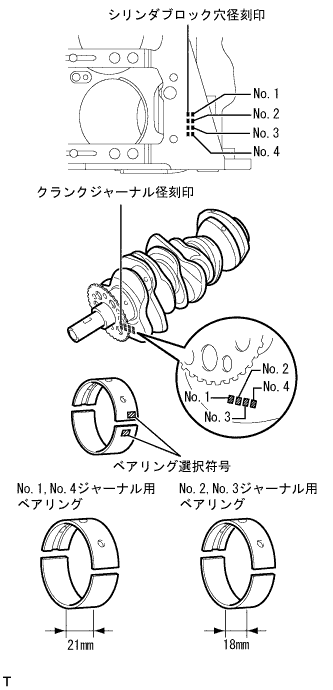 シリンダブロック穴径刻印
No.1
No.2
No.3
No.4
クランクジャーナル径刻印
No.2
No.1
No.4
No.3
ベアリング選択符号
No.1,No.4ジャーナル用
ベアリング
No.2,No.3ジャーナル用
ベアリング
21mm
18mm
T